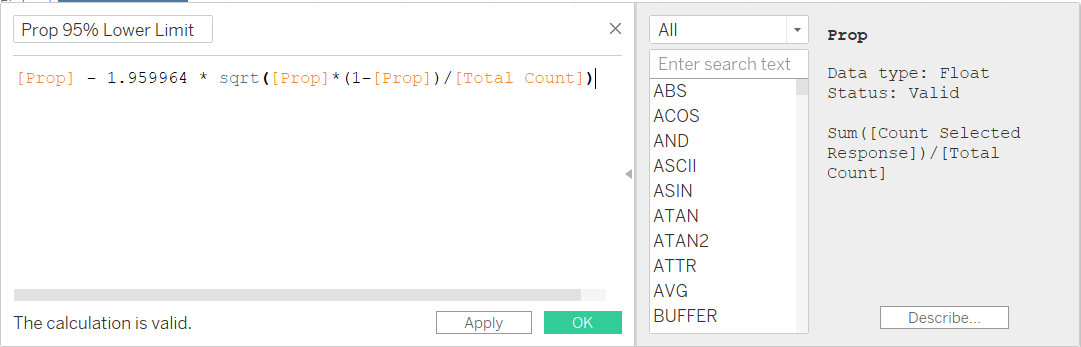 Prop 95% Lower Limit
[Prop] - 1.959964 * sqrt([Prop]*(1-[Prop])/[Total Count])
The calculation is valid.
Apply
OK
All
Enter search text
ABS
ACOS
AND
ASCII
ASIN
ATAN
ATAN2
ATTR
AVG
BUFFER
Prop
Data type: Float
Status: Valid
Sum([Count Selected
Response])/[Total
Count]
Describe...